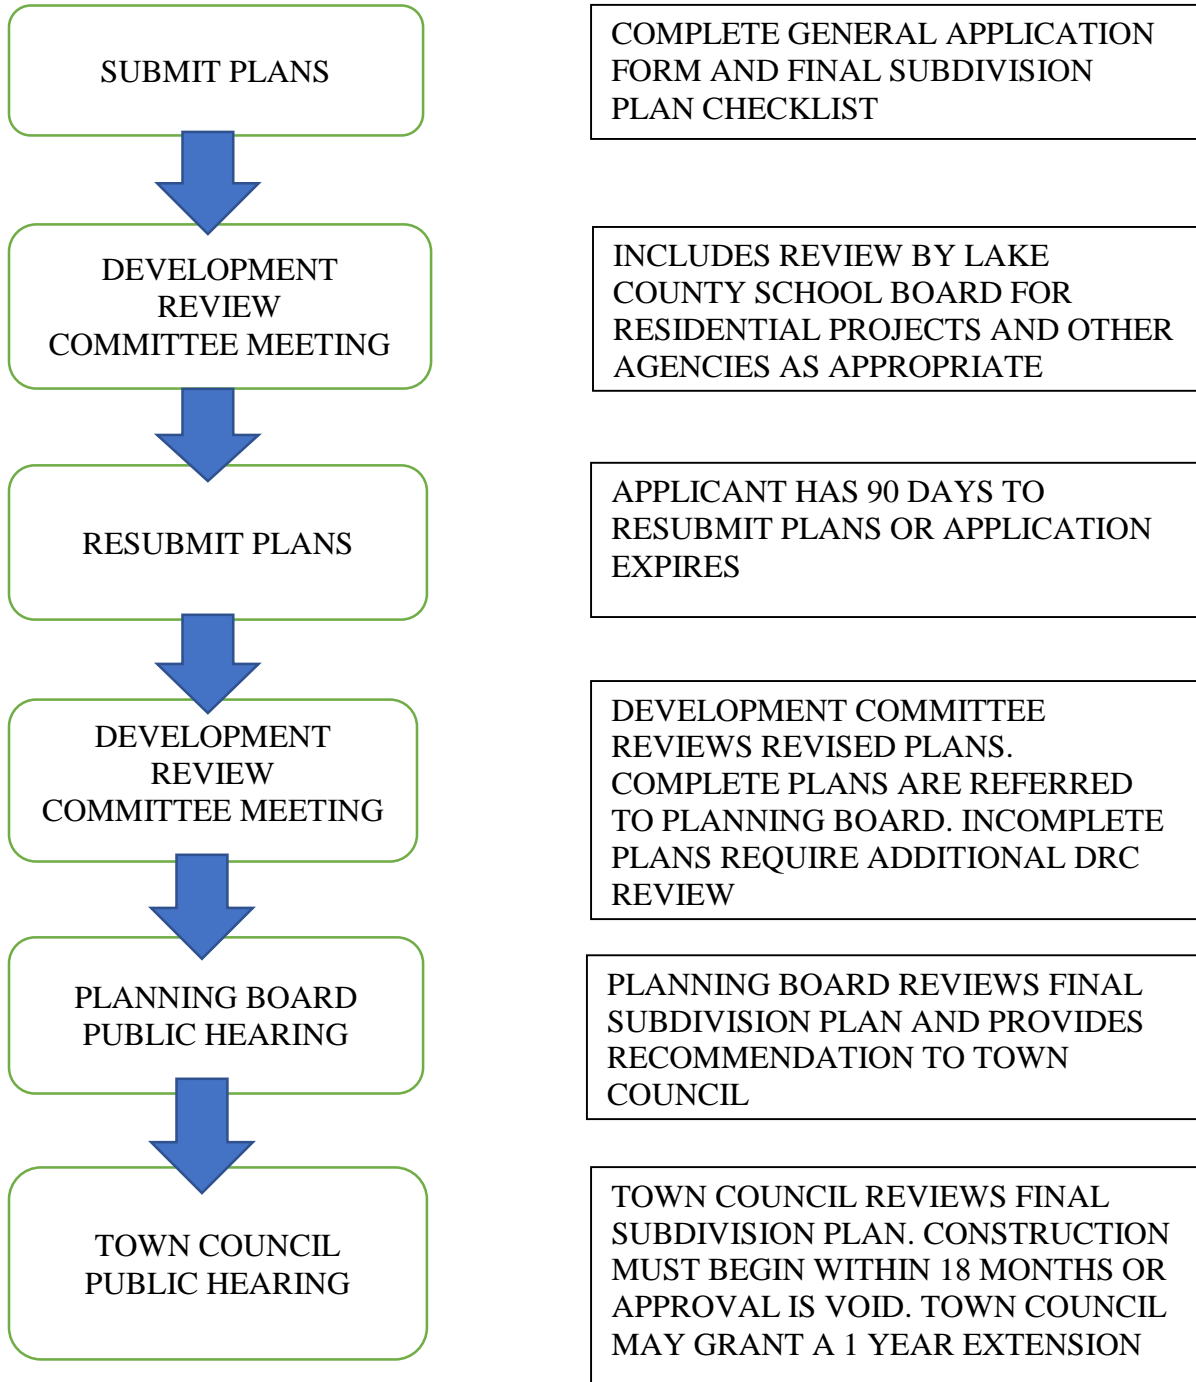 SUBMIT PLANS
COMPLETE GENERAL APPLICATION
FORM AND FINAL SUBDIVISION
PLAN CHECKLIST
DEVELOPMENT
REVIEW
COMMITTEE MEETING
INCLUDES REVIEW BY LAKE
COUNTY SCHOOL BOARD FOR
RESIDENTIAL PROJECTS AND OTHER
AGENCIES AS APPROPRIATE
RESUBMIT PLANS
APPLICANT HAS 90 DAYS TO
RESUBMIT PLANS OR APPLICATION
EXPIRES
DEVELOPMENT
REVIEW
COMMITTEE MEETING
DEVELOPMENT COMMITTEE
REVIEWS REVISED PLANS.
COMPLETE PLANS ARE REFERRED
TO PLANNING BOARD. INCOMPLETE
PLANS REQUIRE ADDITIONAL DRC
REVIEW
PLANNING BOARD
PUBLIC HEARING
PLANNING BOARD REVIEWS FINAL
SUBDIVISION PLAN AND PROVIDES
RECOMMENDATION TO TOWN
COUNCIL
TOWN COUNCIL
PUBLIC HEARING
TOWN COUNCIL REVIEWS FINAL
SUBDIVISION PLAN. CONSTRUCTION
MUST BEGIN WITHIN 18 MONTHS OR
APPROVAL IS VOID. TOWN COUNCIL
MAY GRANT A 1 YEAR EXTENSION